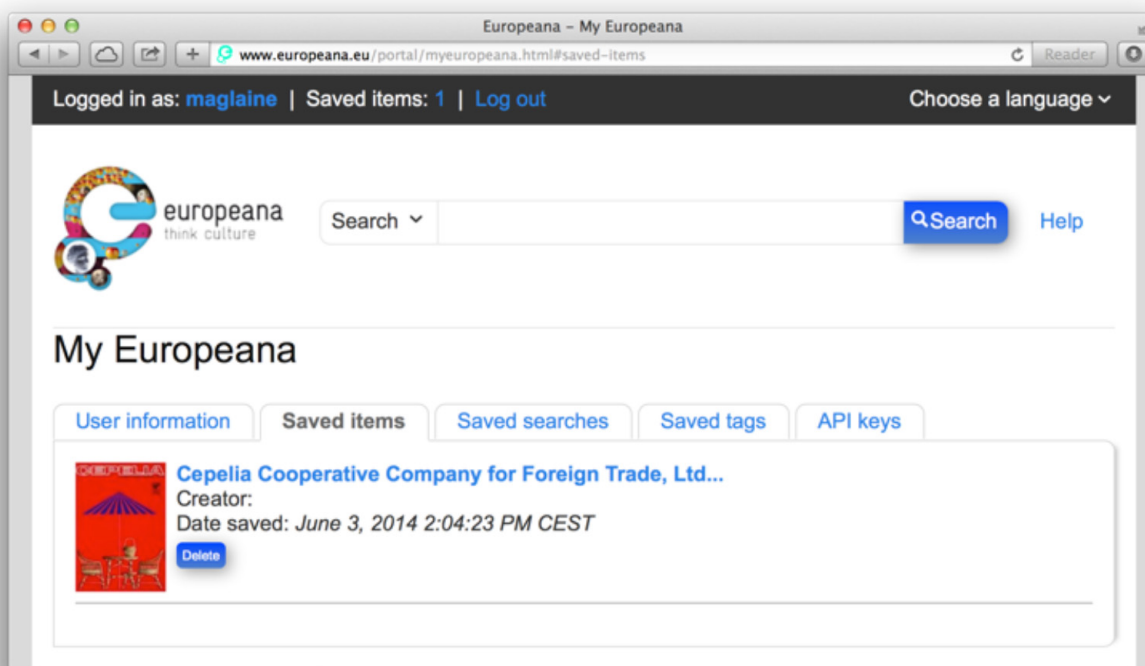 Europeana – My Europeana
www.europeana.eu/portal/myeuropeana.html#saved-items
Reader
Logged in as: maglaine | Saved items: 1 | Log out
Choose a language
europeana
think culture
Search
Search
Help
My Europeana
User information
Saved items
Saved searches
Saved tags
API keys
CEPELIA
Cepelia Cooperative Company for Foreign Trade, Ltd...
Creator:
Date saved: June 3, 2014 2:04:23 PM CEST
Delete